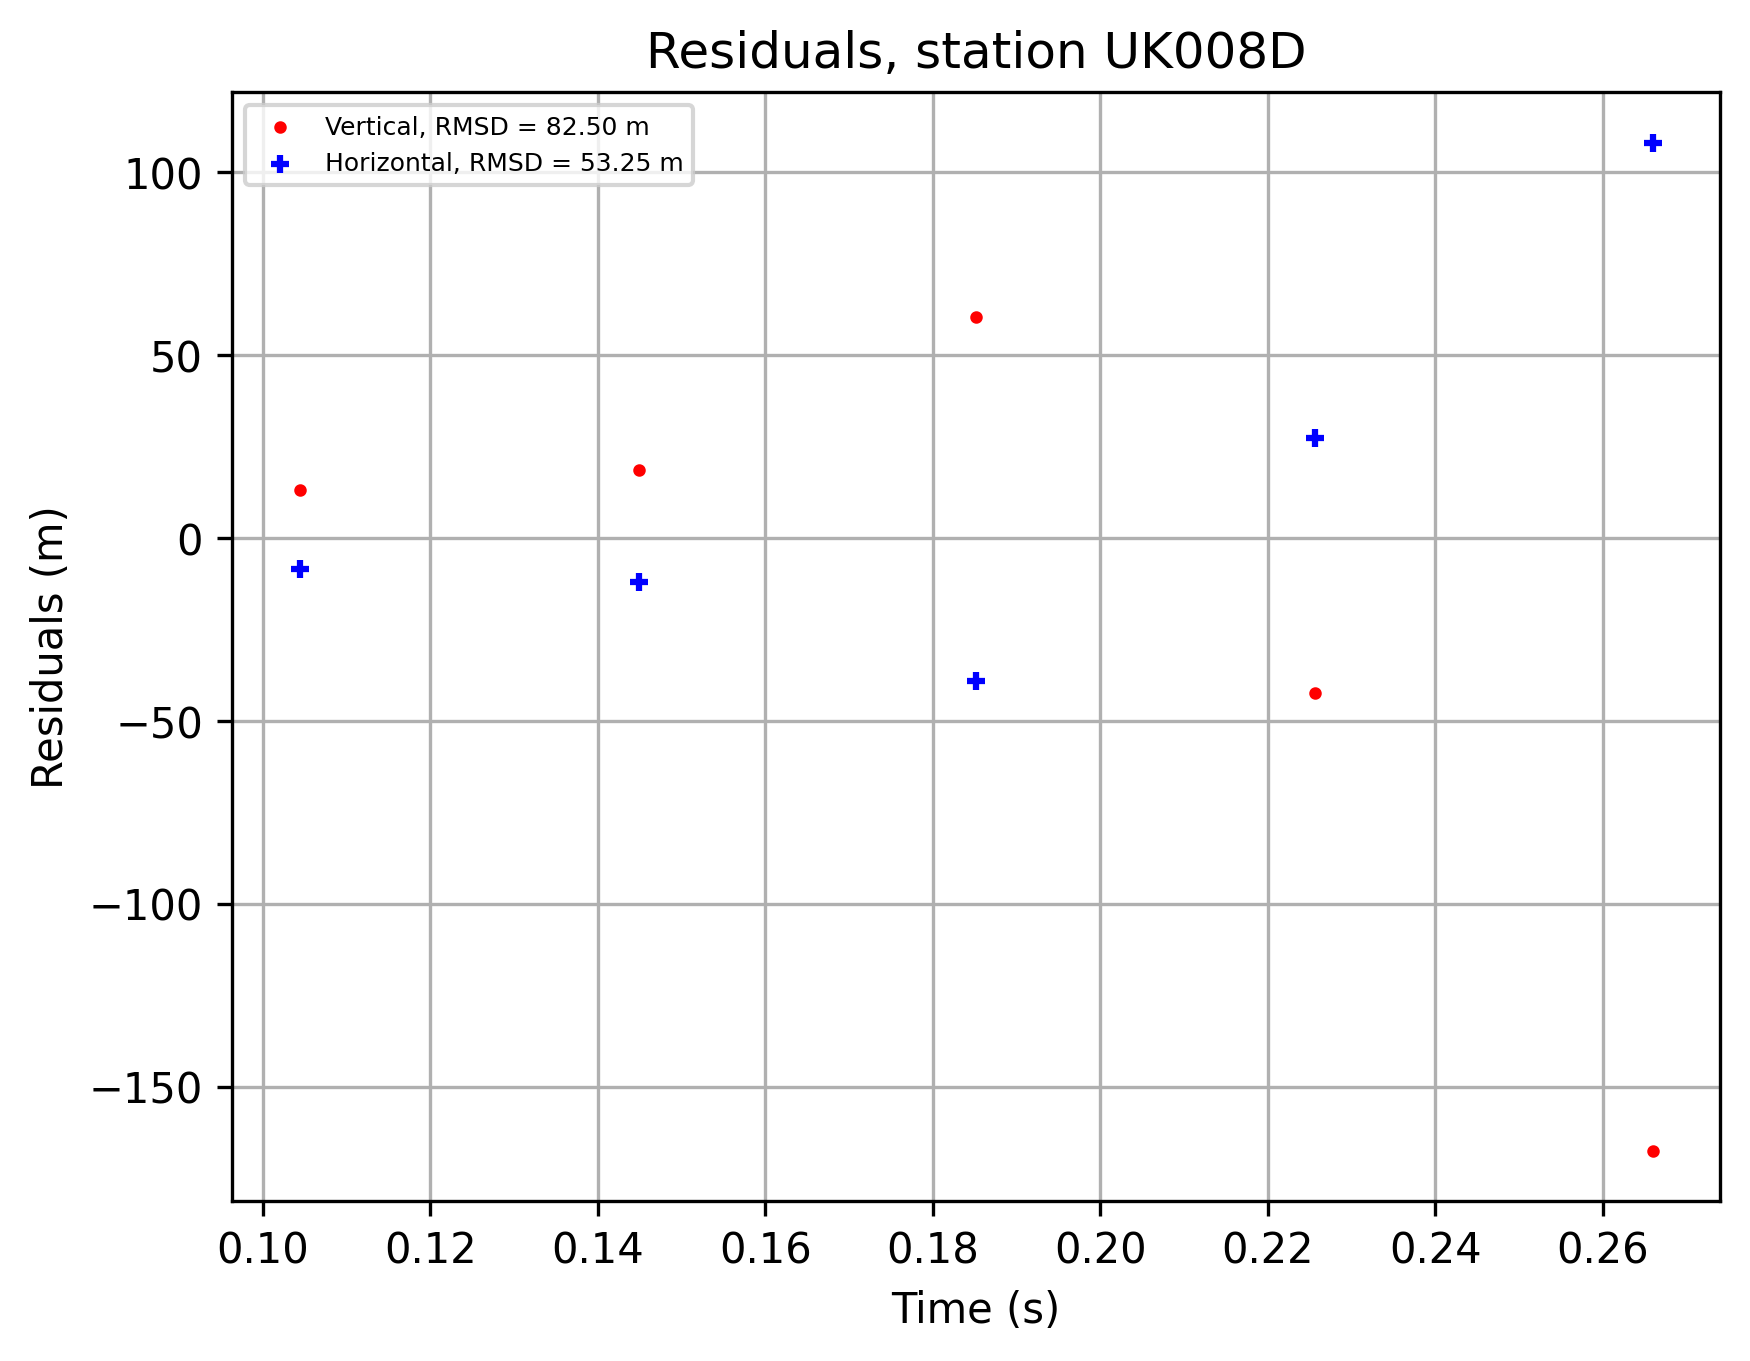 Residuals, station UK008D
Vertical, RMSD = 82.50 m
Horizontal, RMSD = 53.25 m
100
50
0
−50
−100
−150
Residuals (m)
0.10 0.12 0.14 0.16 0.18 0.20 0.22 0.24 0.26
Time (s)